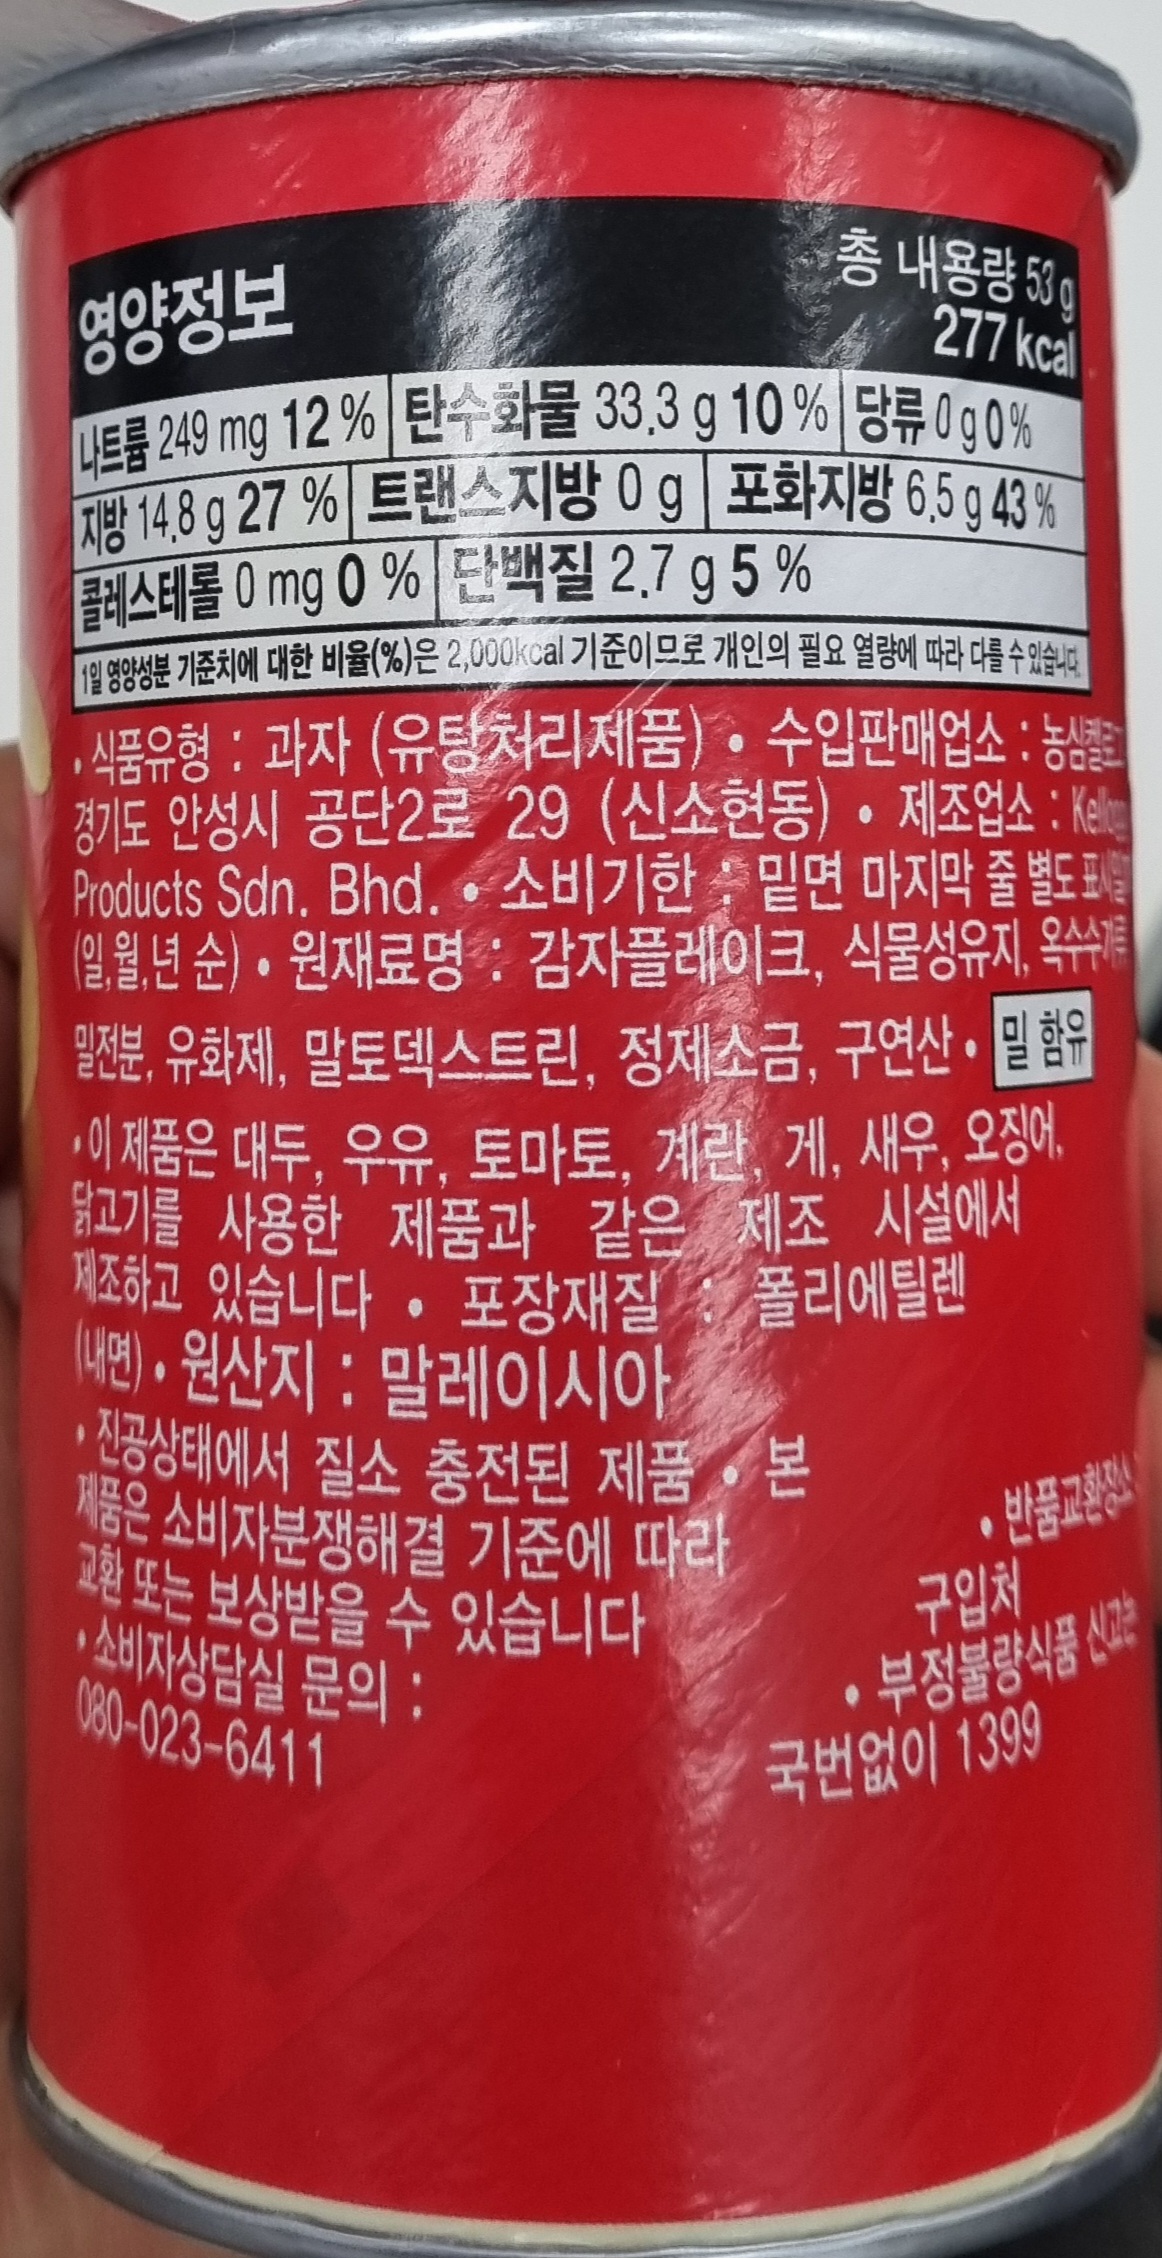 영양정보
총 내용량 53 g
277 kcal
나트륨 249 mg 12 % 탄수화물 33.3 g 10 % 당류 0 g 0 %
지방 14.8 g 27 % 트랜스지방 0 g 포화지방 6.5 g 43 %
콜레스테롤 0 mg 0 % 단백질 2.7 g 5 %
1일 영양성분 기준치에 대한 비율(%)은 2,000kcal 기준이므로 개인의 필요 열량에 따라 다를 수 있습니다.
• 식품유형 : 과자 (유탕처리제품) • 수입판매업소 :
경기도 안성시 공단2로 29 (신소현동) • 제조업소 :
Products Sdn. Bhd. • 소비기한 : 밑면 마지막 줄 별도
(일,월,년 순) • 원재료명 : 감자플레이크, 식물성유지,
밀전분, 유화제, 말토덱스트린, 정제소금, 구연산 • 밀 함유
• 이 제품은 대두, 우유, 토마토, 계란, 게, 새우, 오징어,
닭고기를 사용한 제품과 같은 제조 시설에서
제조하고 있습니다 • 포장재질 : 폴리에틸렌
(내면) • 원산지 : 말레이시아
• 진공상태에서 질소 충전된 제품 • 본
제품은 소비자분쟁해결 기준에 따라
교환 또는 보상받을 수 있습니다
• 소비자상담실 문의 :
080-023-6411
• 반품교환장소
구입처
• 부정불량식품 신고는
국번없이 1399